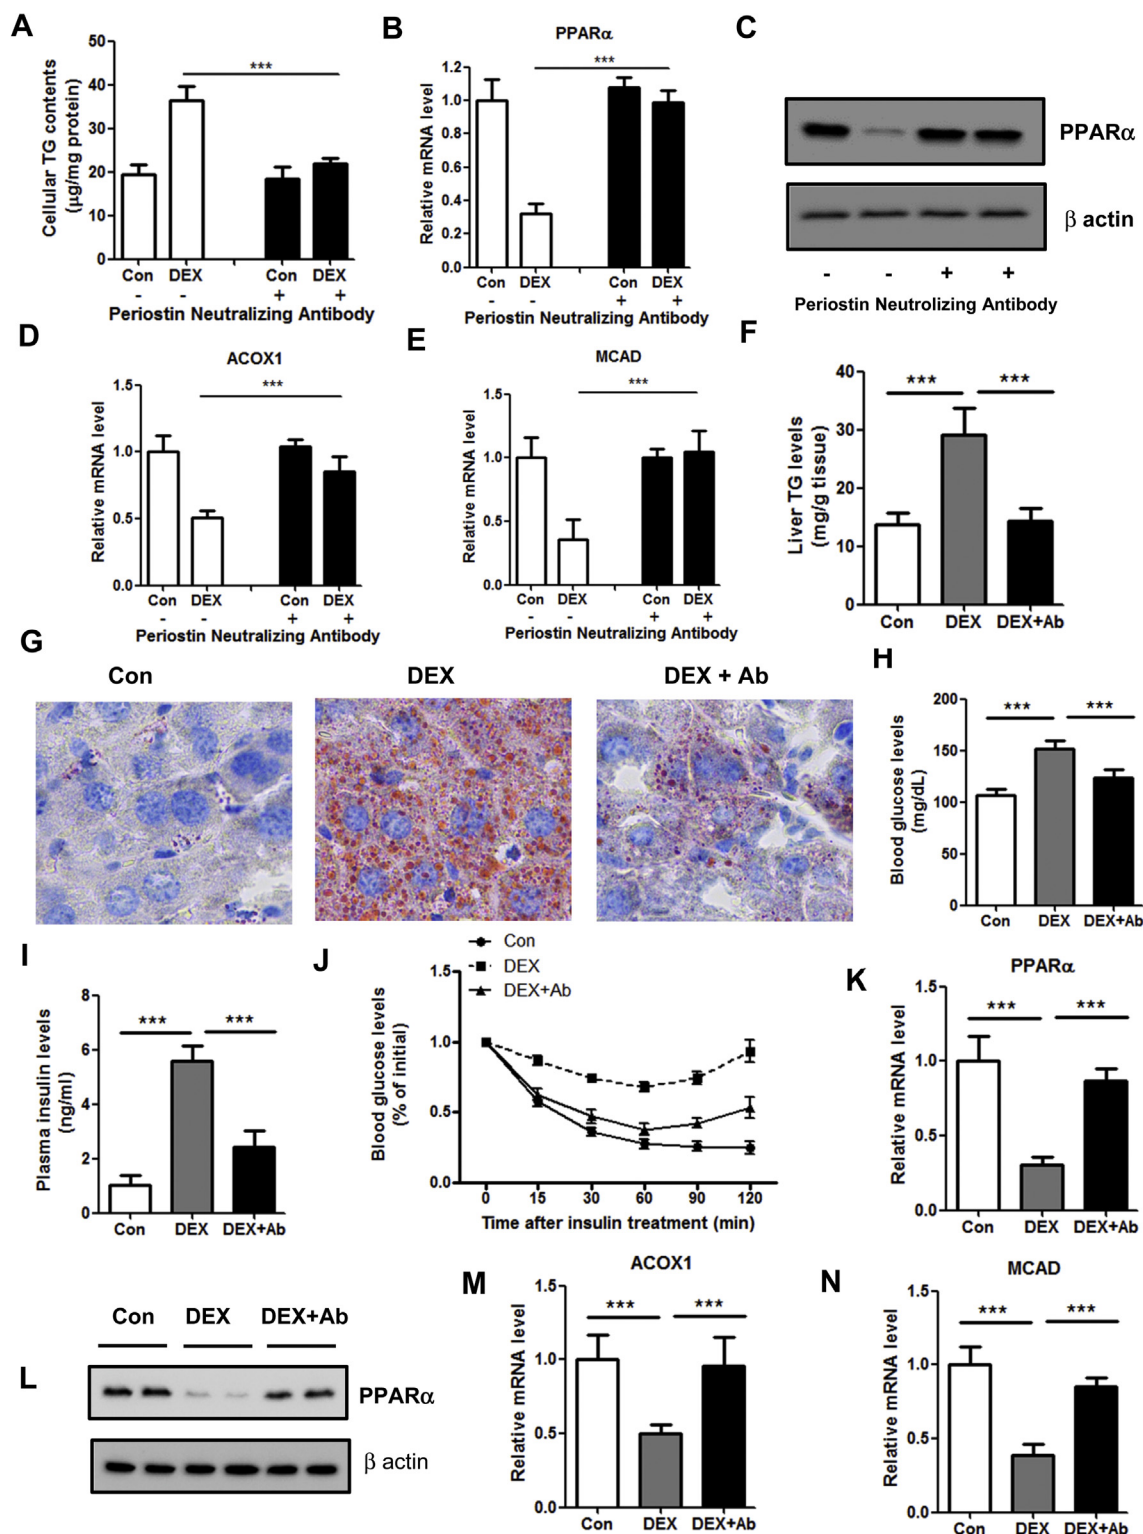 A
Cellular TG contents
(μg/mg protein)
50
40
30
20
10
0
***
Con DEX Con DEX
- - + +
Periostin Neutralizing Antibody
B
PPARα
Relative mRNA level
1.2
1.0
0.8
0.6
0.4
0.2
0.0
***
Con DEX Con DEX
- - + +
Periostin Neutralizing Antibody
C
PPARα
β actin
- - + +
Periostin Neutrolizing Antibody
D
ACOX1
Relative mRNA level
1.5
1.0
0.5
0.0
***
Con DEX Con DEX
- - + +
Periostin Neutralizing Antibody
E
MCAD
Relative mRNA level
1.5
1.0
0.5
0.0
***
Con DEX Con DEX
- - + +
Periostin Neutralizing Antibody
F
Liver TG levels
(mg/g tissue)
40
30
20
10
0
*** ***
Con DEX DEX+Ab
G
Con DEX DEX + Ab
H
Blood glucose levels
(mg/dL)
200
150
100
50
0
*** ***
Con DEX DEX+Ab
I
Plasma insulin levels
(ng/ml)
8
6
4
2
0
*** ***
Con DEX DEX+Ab
J
Con
DEX
DEX+Ab
Blood glucose levels
(% of initial)
1.5
1.0
0.5
0.0
0 15 30 60 90 120
Time after insulin treatment (min)
K
PPARα
Relative mRNA level
1.5
1.0
0.5
0.0
*** ***
Con DEX DEX+Ab
L
Con DEX DEX+Ab
PPARα
β actin
M
ACOX1
Relative mRNA level
1.5
1.0
0.5
0.0
*** ***
Con DEX DEX+Ab
N
MCAD
Relative mRNA level
1.5
1.0
0.5
0.0
*** ***
Con DEX DEX+Ab